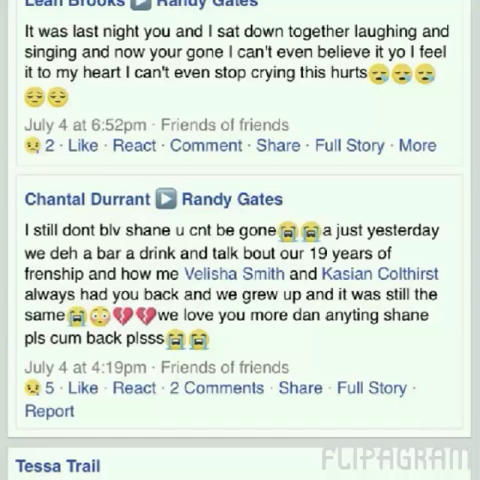 Leah Brooks ▶ Randy Gates
It was last night you and I sat down together laughing and
singing and now your gone I can't even believe it yo I feel
it to my heart I can't even stop crying this hurts😪😪😪
😔😔
July 4 at 6:52pm · Friends of friends
😢 2 · Like · React · Comment · Share · Full Story · More
Chantal Durrant ▶ Randy Gates
I still dont blv shane u cnt be gone😭😭a just yesterday
we deh a bar a drink and talk bout our 19 years of
frenship and how me Velisha Smith and Kasian Colthirst
always had you back and we grew up and it was still the
same😭😳💔💔we love you more dan anyting shane
pls cum back plsss😭😭
July 4 at 4:19pm · Friends of friends
😢 5 · Like · React · 2 Comments · Share · Full Story ·
Report
Tessa Trail
FLIPAGRAM